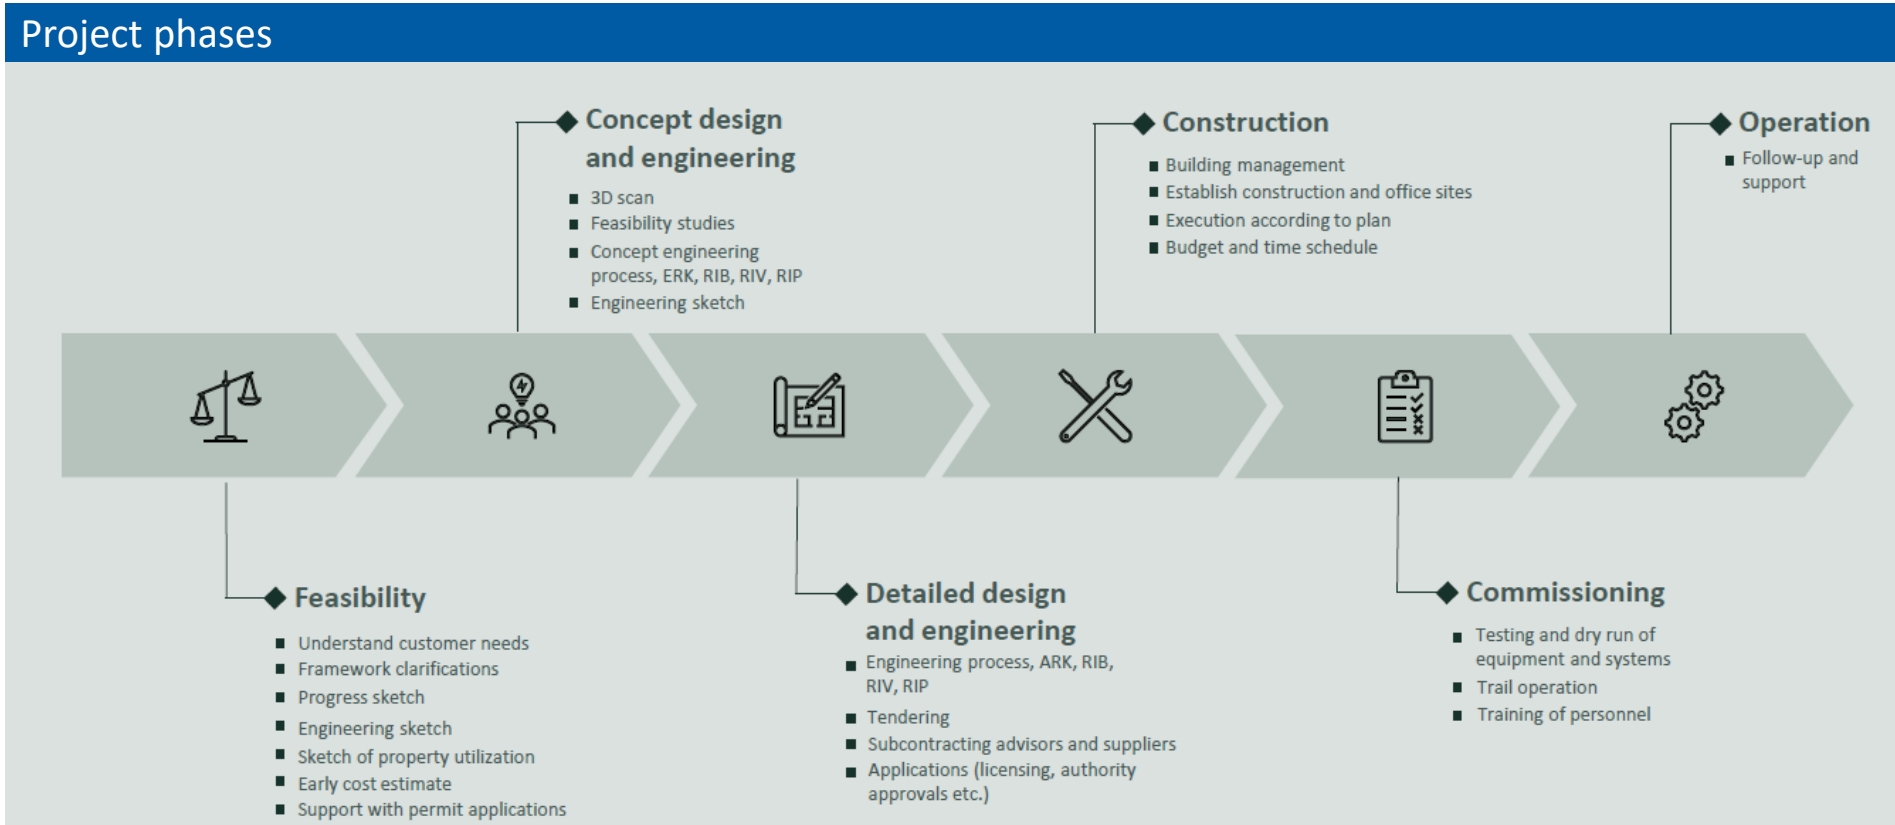 Project phases
Concept design
and engineering
3D scan
Feasibility studies
Concept engineering
process, ERK, RIB, RIV, RIP
Engineering sketch
Construction
Building management
Establish construction and office sites
Execution according to plan
Budget and time schedule
Operation
Follow-up and
support
Feasibility
Understand customer needs
Framework clarifications
Progress sketch
Engineering sketch
Sketch of property utilization
Early cost estimate
Support with permit applications
Detailed design
and engineering
Engineering process, ARK, RIB,
RIV, RIP
Tendering
Subcontracting advisors and suppliers
Applications (licensing, authority
approvals etc.)
Commissioning
Testing and dry run of
equipment and systems
Trail operation
Training of personnel